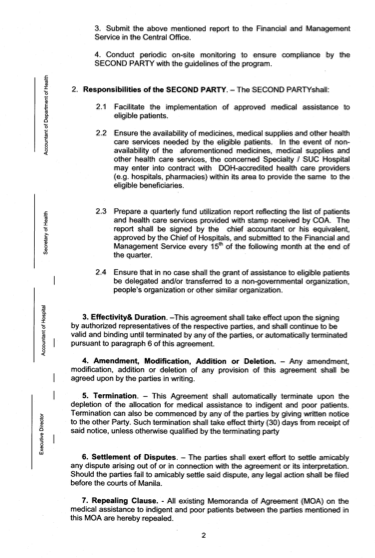 3. Submit the above mentioned report to the Financial and Management
Service in the Central Office.
4. Conduct periodic on-site monitoring to ensure compliance by the
SECOND PARTY with the guidelines of the program.
2. Responsibilities of the SECOND PARTY. – The SECOND PARTYshall:
2.1 Facilitate the implementation of approved medical assistance to
eligible patients.
2.2 Ensure the availability of medicines, medical supplies and other health
care services needed by the eligible patients. In the event of non-
availability of the aforementioned medicines, medical supplies and
other health care services, the concerned Specialty / SUC Hospital
may enter into contract with DOH-accredited health care providers
(e.g. hospitals, pharmacies) within its area to provide the same to the
eligible beneficiaries.
2.3 Prepare a quarterly fund utilization report reflecting the list of patients
and health care services provided with stamp received by COA. The
report shall be signed by the chief accountant or his equivalent,
approved by the Chief of Hospitals, and submitted to the Financial and
Management Service every 15th of the following month at the end of
the quarter.
2.4 Ensure that in no case shall the grant of assistance to eligible patients
be delegated and/or transferred to a non-governmental organization,
people's organization or other similar organization.
3. Effectivity& Duration. –This agreement shall take effect upon the signing
by authorized representatives of the respective parties, and shall continue to be
valid and binding until terminated by any of the parties, or automatically terminated
pursuant to paragraph 6 of this agreement.
4. Amendment, Modification, Addition or Deletion. – Any amendment,
modification, addition or deletion of any provision of this agreement shall be
agreed upon by the parties in writing.
5. Termination. – This Agreement shall automatically terminate upon the
depletion of the allocation for medical assistance to indigent and poor patients.
Termination can also be commenced by any of the parties by giving written notice
to the other Party. Such termination shall take effect thirty (30) days from receipt of
said notice, unless otherwise qualified by the terminating party
6. Settlement of Disputes. – The parties shall exert effort to settle amicably
any dispute arising out of or in connection with the agreement or its interpretation.
Should the parties fail to amicably settle said dispute, any legal action shall be filed
before the courts of Manila.
7. Repealing Clause. - All existing Memoranda of Agreement (MOA) on the
medical assistance to indigent and poor patients between the parties mentioned in
this MOA are hereby repealed.
2
Accountant of Department of Health
Secretary of Health
Accountant of Hospital
Executive Director